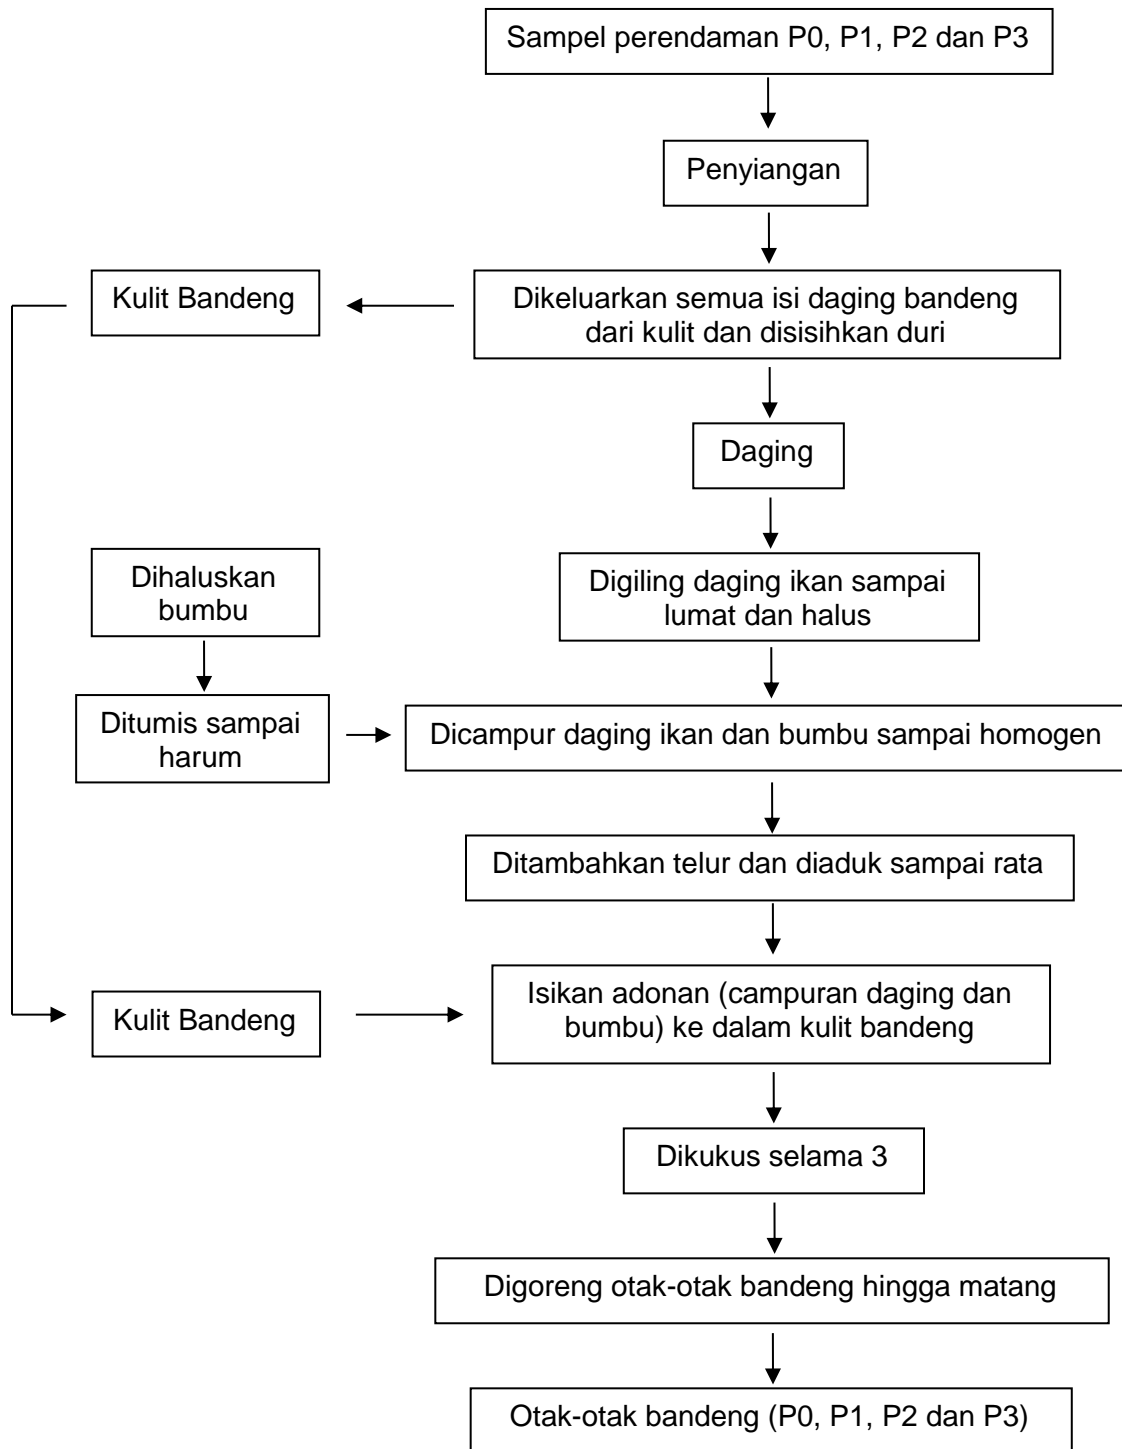 Sampel perendaman P0, P1, P2 dan P3
Penyiangan
Kulit Bandeng
Dikeluarkan semua isi daging bandeng
dari kulit dan disisihkan duri
Daging
Dihaluskan
bumbu
Digiling daging ikan sampai
lumat dan halus
Ditumis sampai
harum
Dicampur daging ikan dan bumbu sampai homogen
Ditambahkan telur dan diaduk sampai rata
Kulit Bandeng
Isikan adonan (campuran daging dan
bumbu) ke dalam kulit bandeng
Dikukus selama 3
Digoreng otak-otak bandeng hingga matang
Otak-otak bandeng (P0, P1, P2 dan P3)